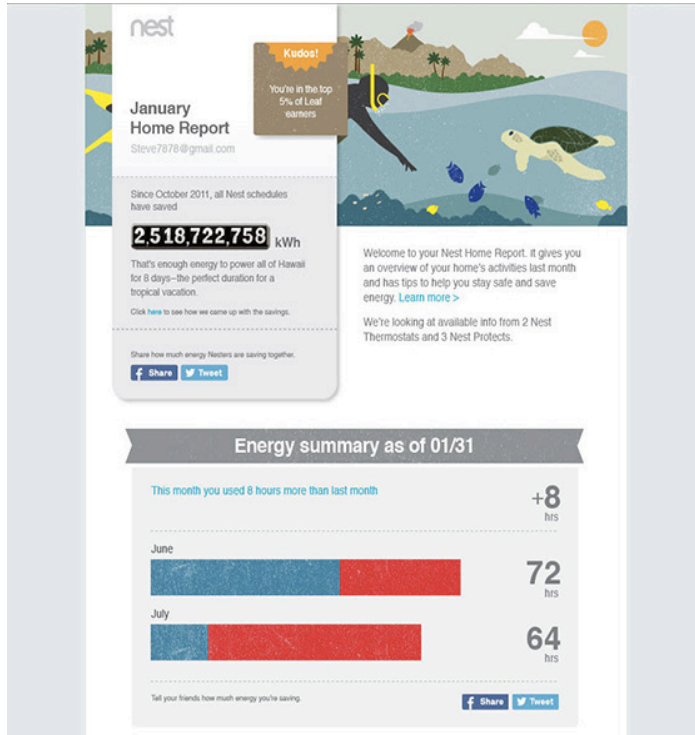 nest
Kudos!
You're in the top
5% of Leaf
earners
January
Home Report
Steve7878@gmail.com
Since October 2011, all Nest schedules
have saved
2,518,722,758 kWh
That's enough energy to power all of Hawaii
for 8 days–the perfect duration for a
tropical vacation.
Click here to see how we came up with the savings.
Share how much energy Nesters are saving together.
Share Tweet
Welcome to your Nest Home Report. It gives you
an overview of your home's activities last month
and has tips to help you stay safe and save
energy. Learn more >
We're looking at available info from 2 Nest
Thermostats and 3 Nest Protects.
Energy summary as of 01/31
This month you used 8 hours more than last month
+8
hrs
June
72
hrs
July
64
hrs
Tell your friends how much energy you're saving.
Share Tweet